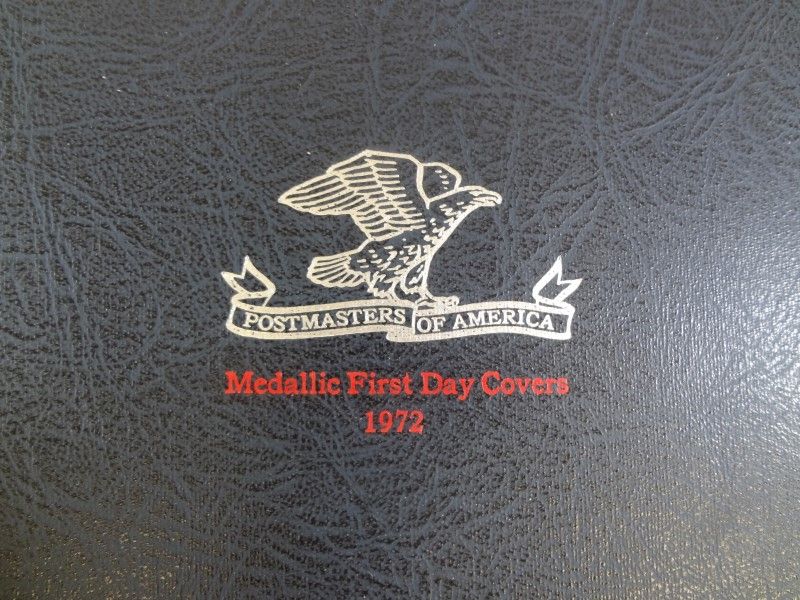 POSTMASTERS OF AMERICA
Medallic First Day Covers
1972